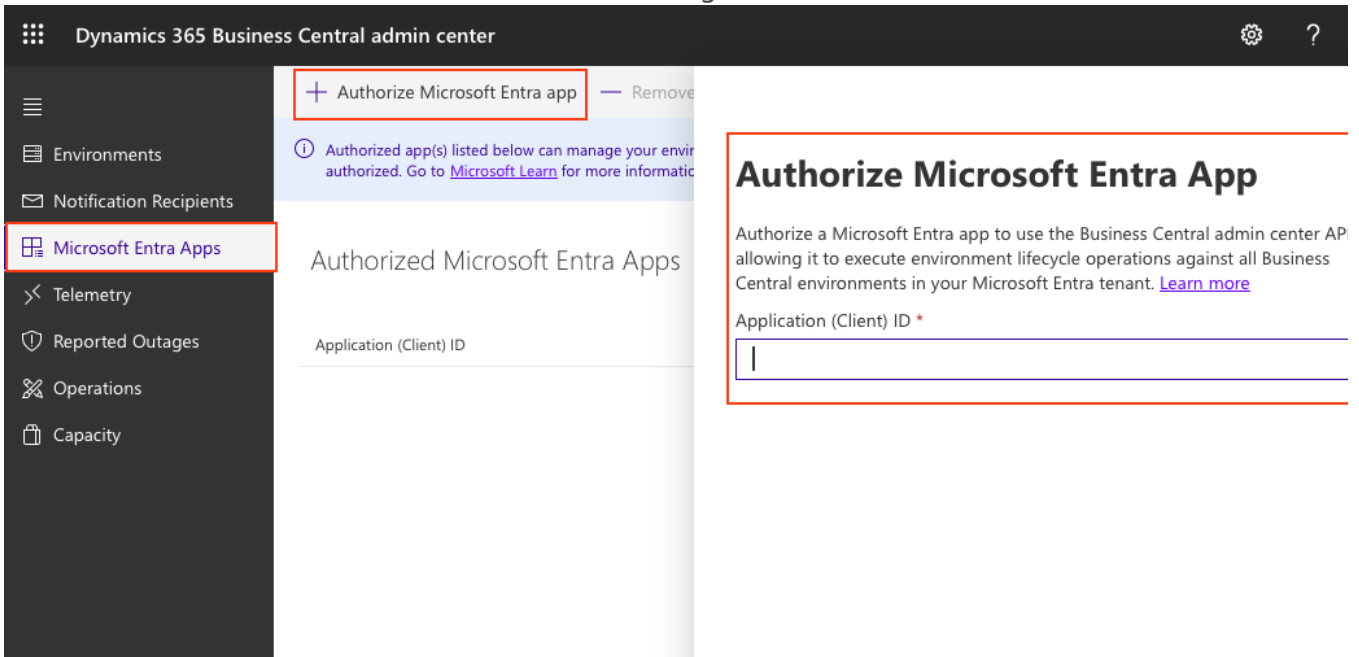 Dynamics 365 Business Central admin center
?
Environments
Notification Recipients
Microsoft Entra Apps
Telemetry
Reported Outages
Operations
Capacity
+ Authorize Microsoft Entra app — Remove
Authorized app(s) listed below can manage your envir
authorized. Go to Microsoft Learn for more informatic
Authorized Microsoft Entra Apps
Application (Client) ID
Authorize Microsoft Entra App
Authorize a Microsoft Entra app to use the Business Central admin center AP
allowing it to execute environment lifecycle operations against all Business
Central environments in your Microsoft Entra tenant. Learn more
Application (Client) ID *